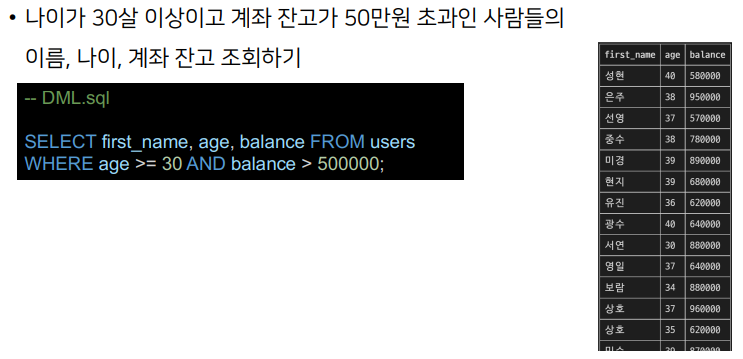 • 나이가 30살 이상이고 계좌 잔고가 50만원 초과인 사람들의
이름, 나이, 계좌 잔고 조회하기
-- DML.sql
SELECT first_name, age, balance FROM users
WHERE age >= 30 AND balance > 500000;
first_name age balance
성현 40 580000
은주 38 950000
선영 37 570000
중수 38 780000
미경 39 890000
현지 39 680000
유진 36 620000
광수 40 640000
서연 30 880000
영일 37 640000
보람 34 880000
상호 37 960000
상호 35 620000
39 870000